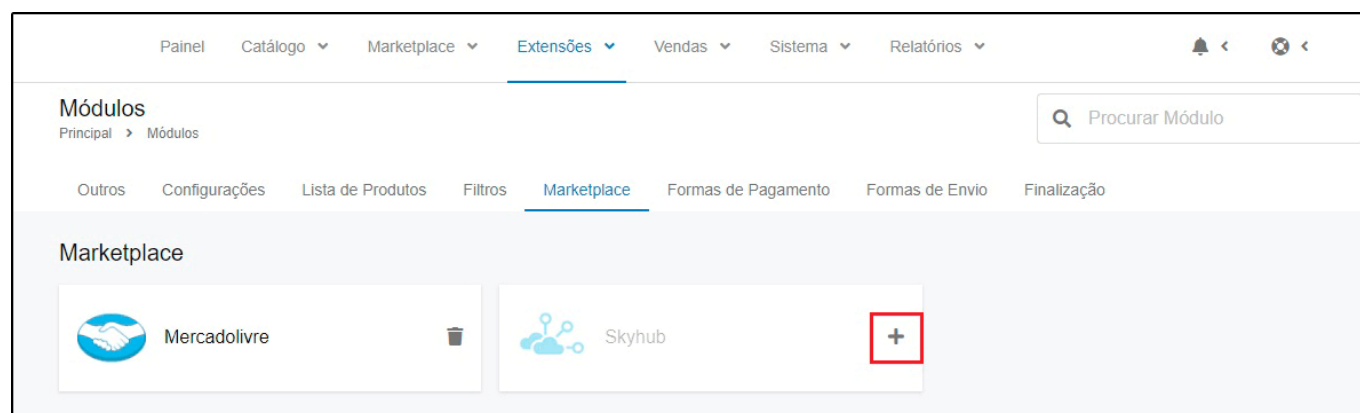 Painel Catálogo Marketplace Extensões Vendas Sistema Relatórios
Módulos
Principal > Módulos
Procurar Módulo
Outros Configurações Lista de Produtos Filtros Marketplace Formas de Pagamento Formas de Envio Finalização
Marketplace
Mercadolivre
Skyhub